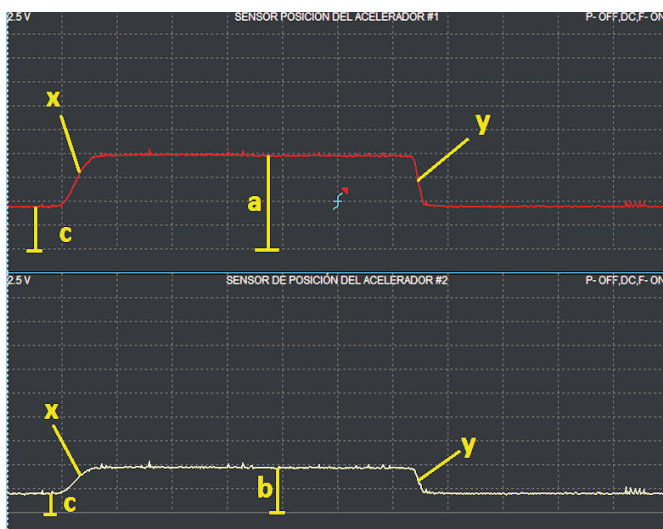 2.5 V SENSOR POSICION DEL ACELERADOR #1 P- OFF,DC,F- ON
x
y
a
c
2.5 V SENSOR DE POSICIÓN DEL ACELERADOR #2 P- OFF,DC,F- ON
x
y
b
c